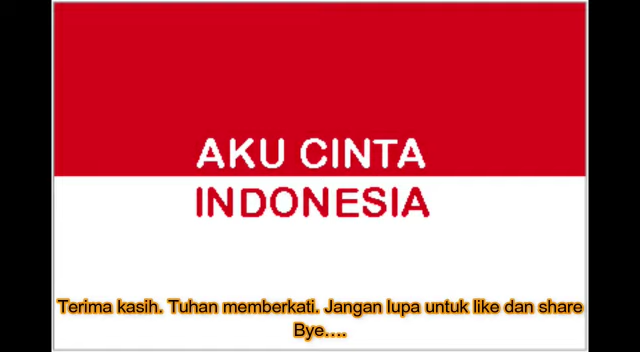 AKU CINTA
INDONESIA
Terima kasih. Tuhan memberkati. Jangan lupa untuk like dan share
Bye....